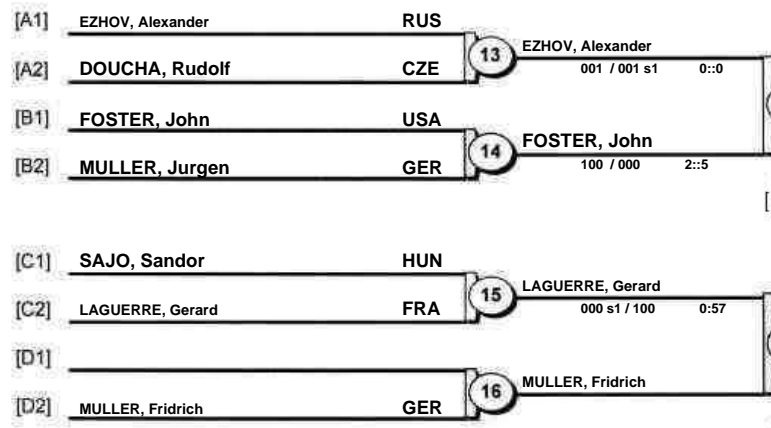 [A1] EZHOV, Alexander RUS
13 EZHOV, Alexander
[A2] DOUCHA, Rudolf CZE
001 / 001 s1 0::0
[B1] FOSTER, John USA
14 FOSTER, John
[B2] MULLER, Jurgen GER
100 / 000 2::5
[
[C1] SAJO, Sandor HUN
15 LAGUERRE, Gerard
[C2] LAGUERRE, Gerard FRA
000 s1 / 100 0:57
[D1]
16 MULLER, Fridrich
[D2] MULLER, Fridrich GER